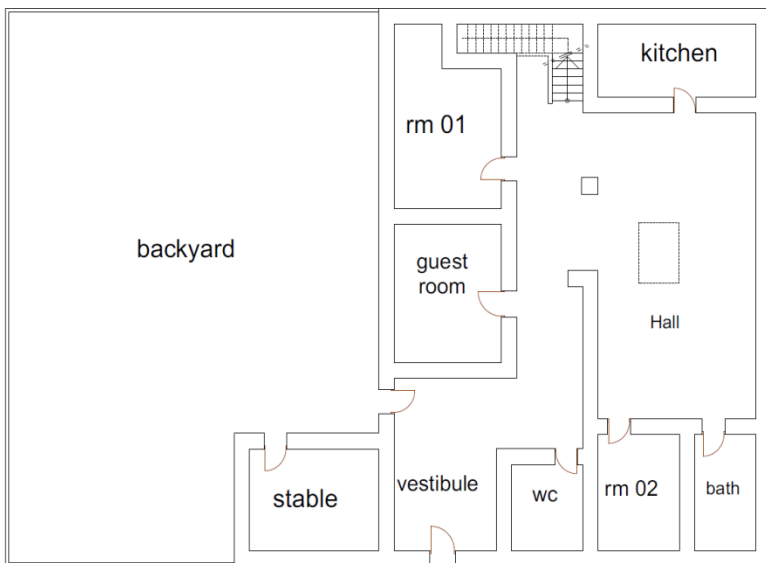 kitchen
rm 01
backyard
guest
room
Hall
stable
vestibule
wc
rm 02
bath